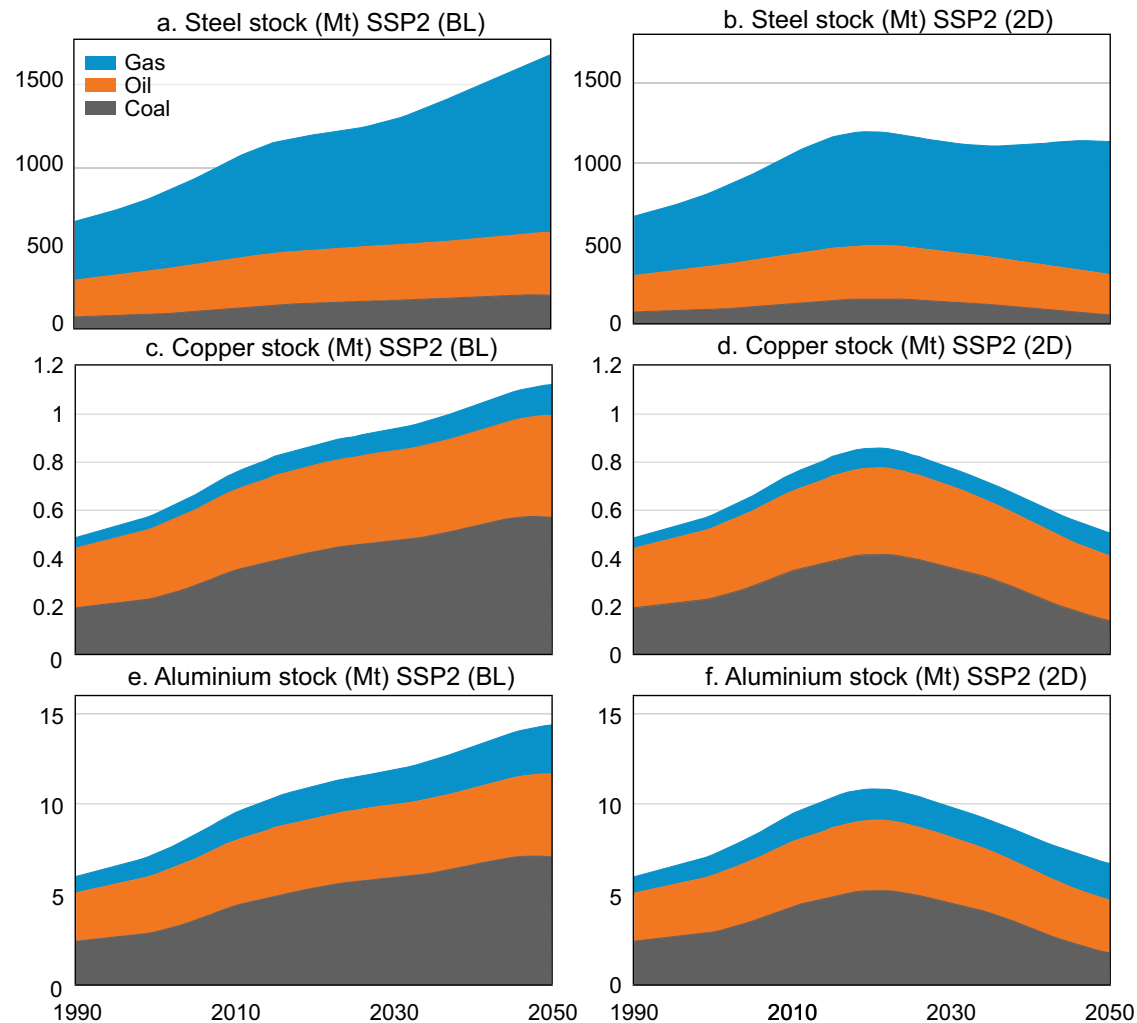 a. Steel stock (Mt) SSP2 (BL)
1500
1000
500
0
Gas
Oil
Coal
b. Steel stock (Mt) SSP2 (2D)
1500
1000
500
0
c. Copper stock (Mt) SSP2 (BL)
1.2
1
0.8
0.6
0.4
0.2
0
d. Copper stock (Mt) SSP2 (2D)
1.2
1
0.8
0.6
0.4
0.2
0
e. Aluminium stock (Mt) SSP2 (BL)
15
10
5
0
1990 2010 2030 2050
f. Aluminium stock (Mt) SSP2 (2D)
15
10
5
0
1990 2010 2030 2050